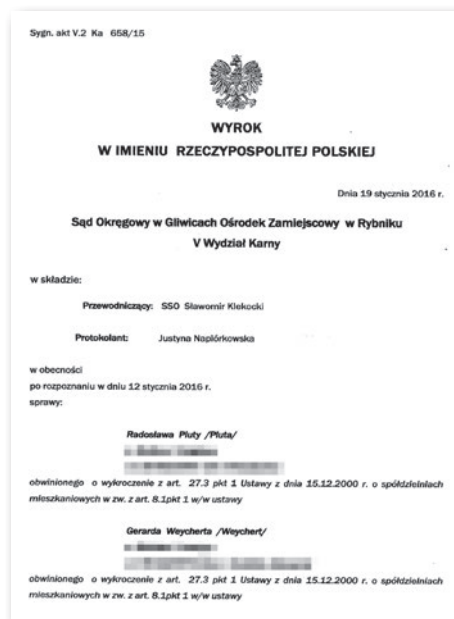 Sygn. akt V.2 Ka 658/15
WYROK
W IMIENIU RZECZYPOSPOLITEJ POLSKIEJ
Dnia 19 stycznia 2016 r.
Sąd Okręgowy w Gliwicach Ośrodek Zamiejscowy w Rybniku
V Wydział Karny
w składzie:
Przewodniczący: SSO Sławomir Klekocki
Protokolant: Justyna Napiórkowska
w obecności
po rozpoznaniu w dniu 12 stycznia 2016 r.
sprawy:
Radosława Pluty /Pluta/
obwinionego o wykroczenie z art. 27.3 pkt 1 Ustawy z dnia 15.12.2000 r. o spółdzielniach
mieszkaniowych w zw. z art. 8.1pkt 1 w/w ustawy
Gerarda Weycherta /Weychert/
obwinionego o wykroczenie z art. 27.3 pkt 1 Ustawy z dnia 15.12.2000 r. o spółdzielniach
mieszkaniowych w zw. z art. 8.1pkt 1 w/w ustawy